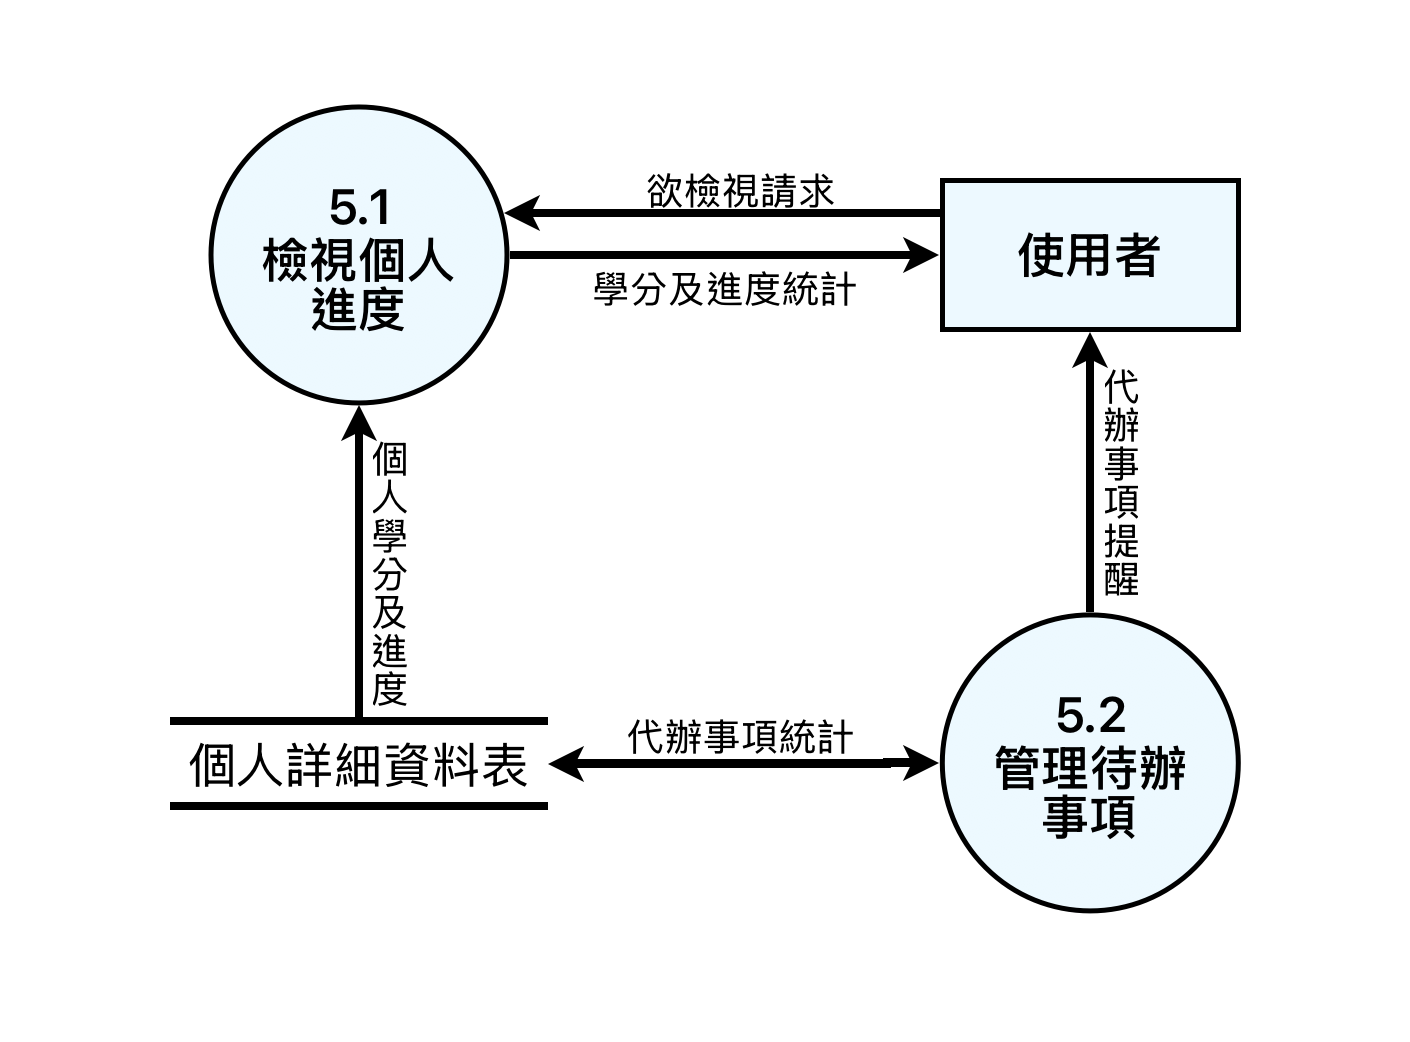 5.1
檢視個人
進度
欲檢視請求
學分及進度統計
使用者
個人學分及進度
代辦事項提醒
個人詳細資料表
代辦事項統計
5.2
管理待辦
事項